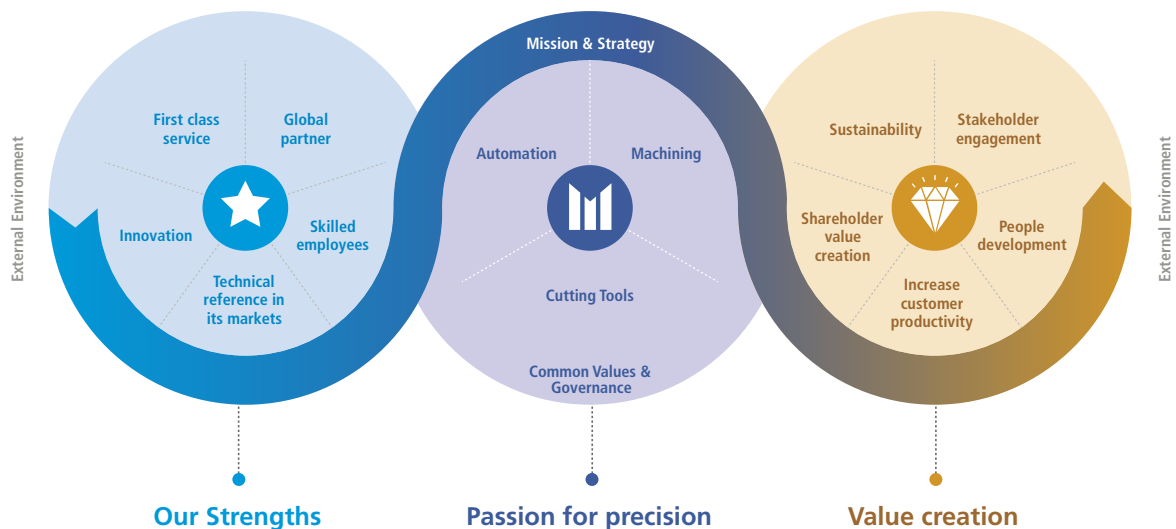 External Environment
First class
service
Global
partner
Innovation
Skilled
employees
Technical
reference in
its markets
Our Strengths
Mission & Strategy
Automation
Machining
Cutting Tools
Common Values &
Governance
Passion for precision
Sustainability
Stakeholder
engagement
Shareholder
value
creation
People
development
Increase
customer
productivity
Value creation
External Environment